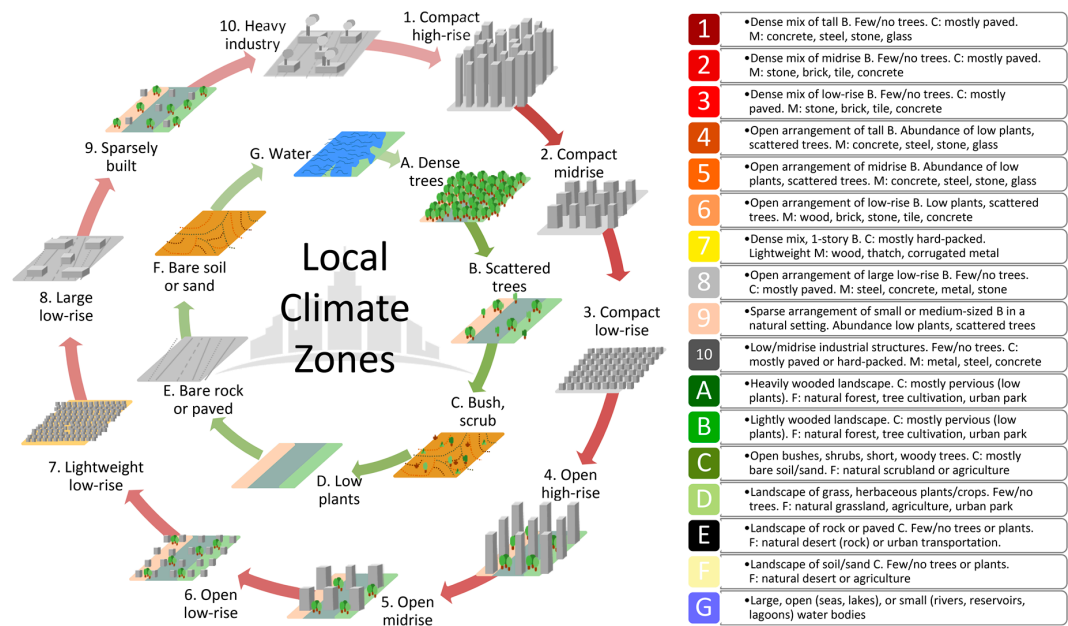 10. Heavy
industry
1. Compact
high-rise
2. Compact
midrise
3. Compact
low-rise
4. Open
high-rise
5. Open
midrise
6. Open
low-rise
7. Lightweight
low-rise
8. Large
low-rise
9. Sparsely
built
G. Water
A. Dense
trees
B. Scattered
trees
C. Bush,
scrub
D. Low
plants
E. Bare rock
or paved
F. Bare soil
or sand
Local
Climate
Zones
1
•Dense mix of tall B. Few/no trees. C: mostly paved.
M: concrete, steel, stone, glass
2
•Dense mix of midrise B. Few/no trees. C: mostly paved.
M: stone, brick, tile, concrete
3
•Dense mix of low-rise B. Few/no trees. C: mostly
paved. M: stone, brick, tile, concrete
4
•Open arrangement of tall B. Abundance of low plants,
scattered trees. M: concrete, steel, stone, glass
5
•Open arrangement of midrise B. Abundance of low
plants, scattered trees. M: concrete, steel, stone, glass
6
•Open arrangement of low-rise B. Low plants, scattered
trees. M: wood, brick, stone, tile, concrete
7
•Dense mix, 1-story B. C: mostly hard-packed.
Lightweight M: wood, thatch, corrugated metal
8
•Open arrangement of large low-rise B. Few/no trees.
C: mostly paved. M: steel, concrete, metal, stone
9
•Sparse arrangement of small or medium-sized B in a
natural setting. Abundance low plants, scattered trees
10
•Low/midrise industrial structures. Few/no trees. C:
mostly paved or hard-packed. M: metal, steel, concrete
A
•Heavily wooded landscape. C: mostly pervious (low
plants). F: natural forest, tree cultivation, urban park
B
•Lightly wooded landscape. C: mostly pervious (low
plants). F: natural forest, tree cultivation, urban park
C
•Open bushes, shrubs, short, woody trees. C: mostly
bare soil/sand. F: natural scrubland or agriculture
D
•Landscape of grass, herbaceous plants/crops. Few/no
trees. F: natural grassland, agriculture, urban park
E
•Landscape of rock or paved C. Few/no trees or plants.
F: natural desert (rock) or urban transportation.
F
•Landscape of soil/sand C. Few/no trees or plants.
F: natural desert or agriculture
G
•Large, open (seas, lakes), or small (rivers, reservoirs,
lagoons) water bodies